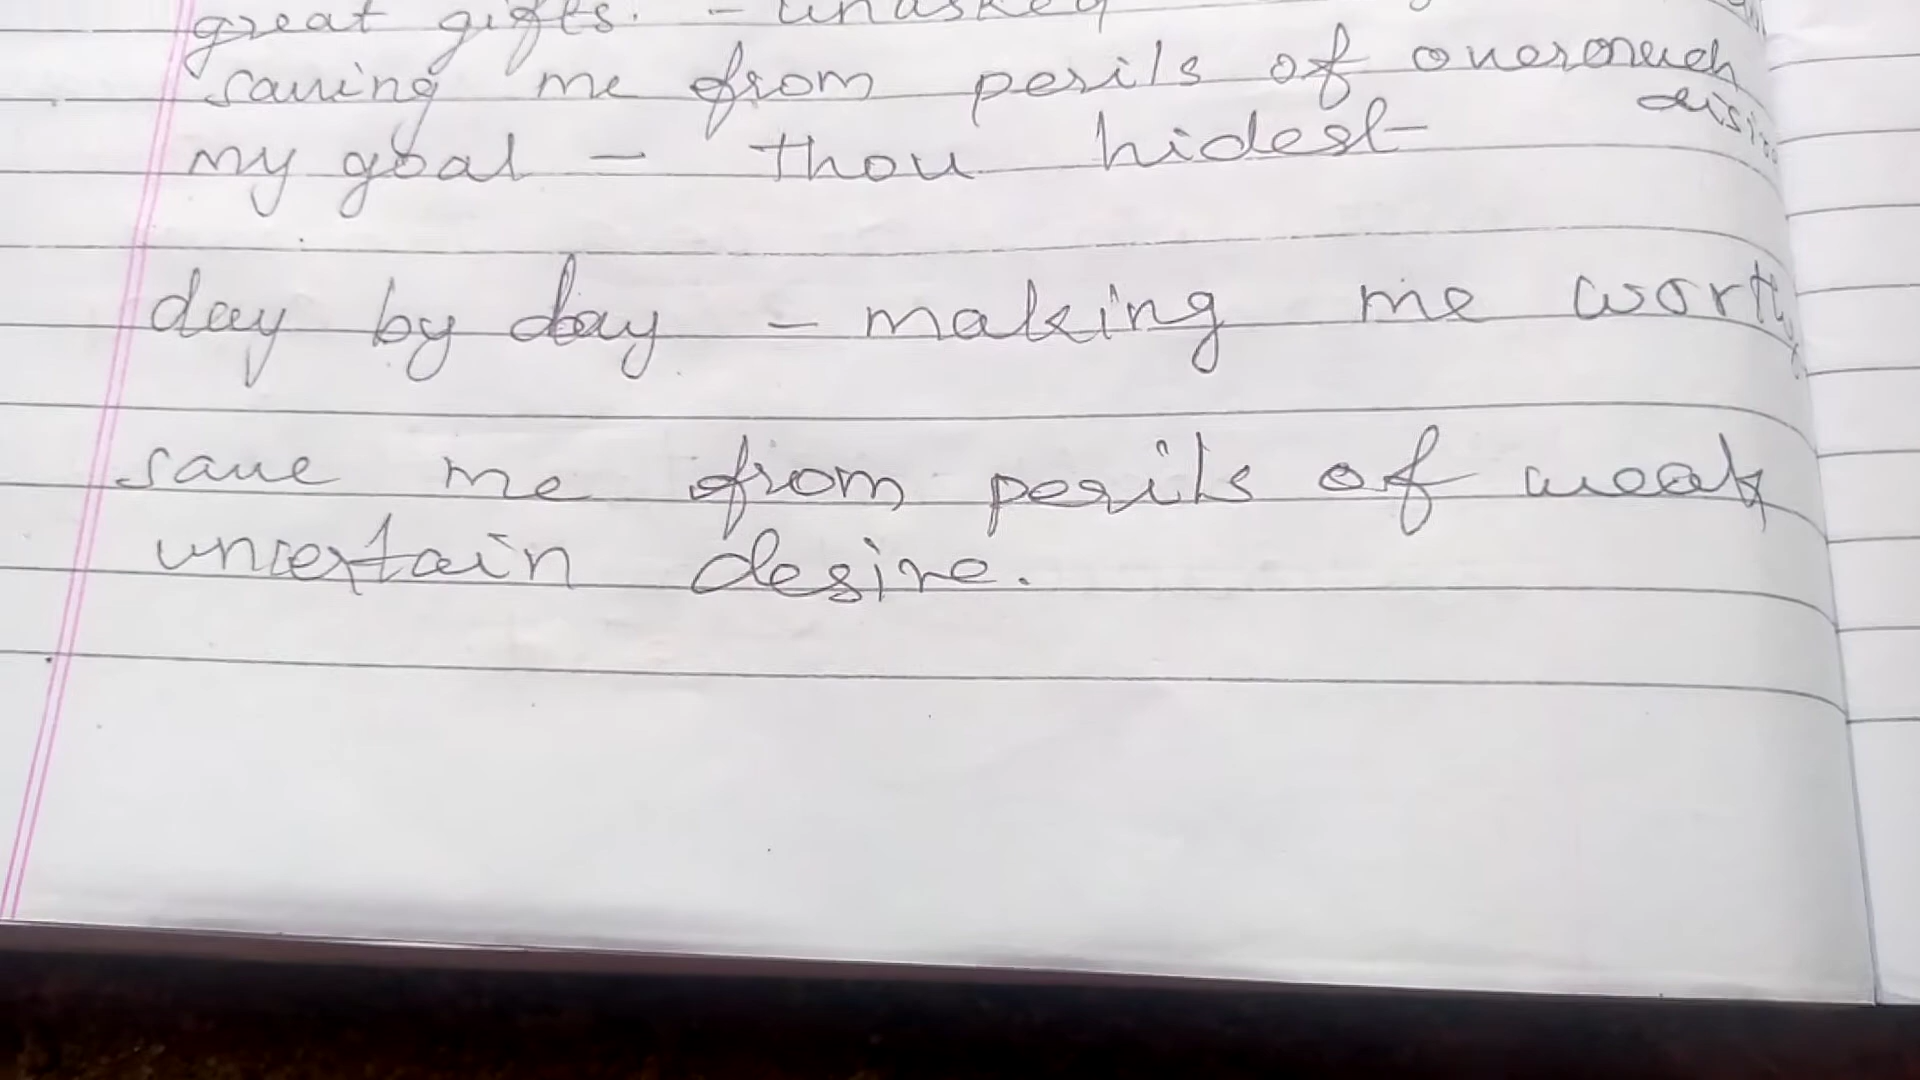 great gifts. - unasked
saving me from perils of overmuch
desire
my goal - thou hidest
day by day - making me worthy
save me from perils of weak
uncertain desire.